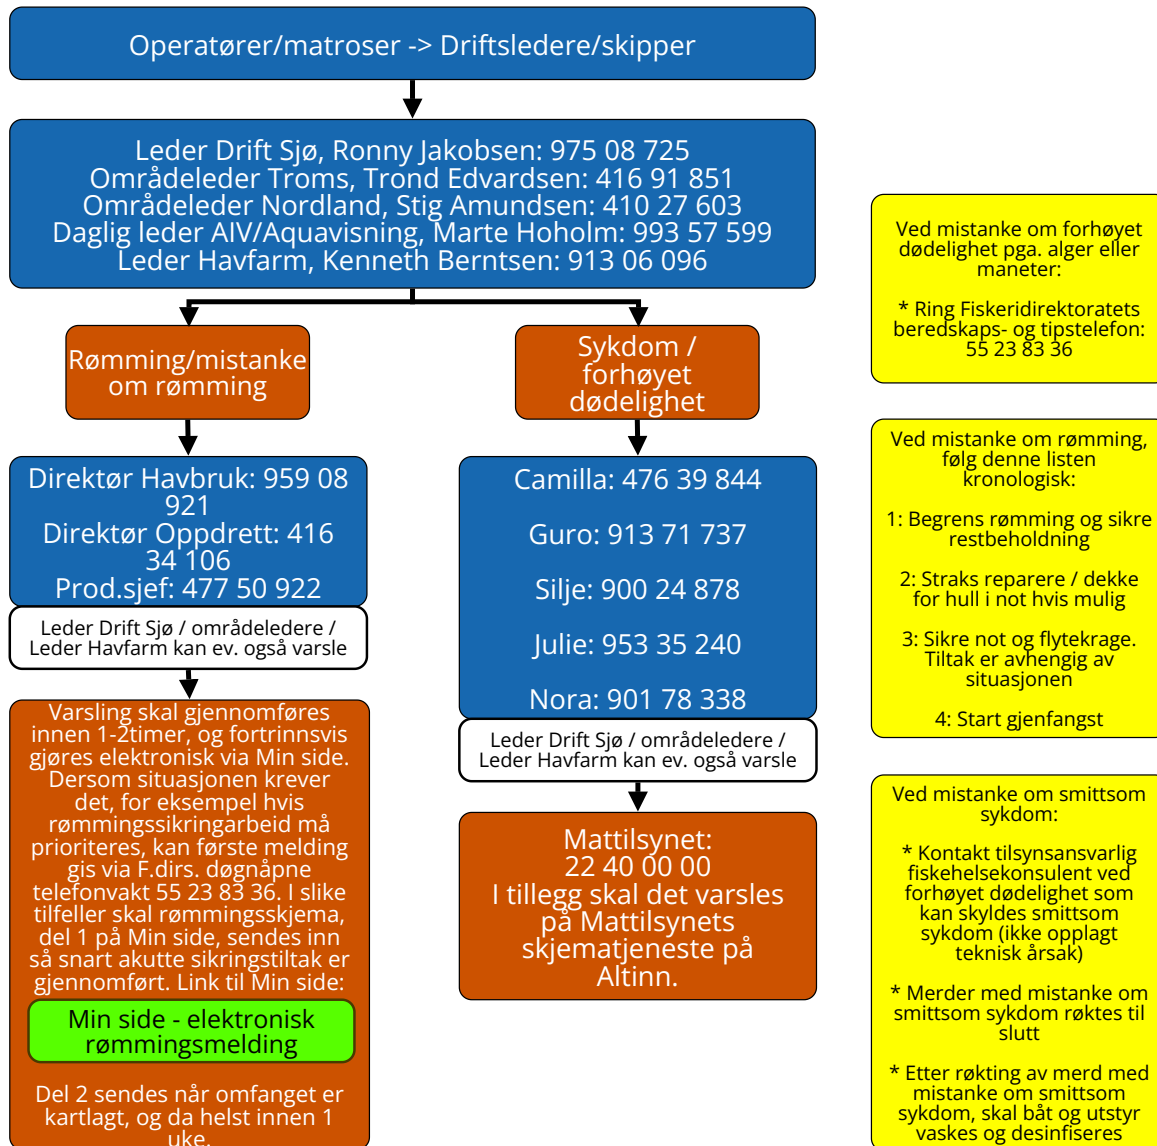 Operatører/matroser -> Driftsledere/skipper
Leder Drift Sjø, Ronny Jakobsen: 975 08 725
Områdeleder Troms, Trond Edvardsen: 416 91 851
Områdeleder Nordland, Stig Amundsen: 410 27 603
Daglig leder AIV/Aquavisning, Marte Hoholm: 993 57 599
Leder Havfarm, Kenneth Berntsen: 913 06 096
Rømming/mistanke
om rømming
Direktør Havbruk: 959 08
921
Direktør Oppdrett: 416
34 106
Prod.sjef: 477 50 922
Leder Drift Sjø / områdeledere /
Leder Havfarm kan ev. også varsle
Varsling skal gjennomføres
innen 1-2timer, og fortrinnsvis
gjøres elektronisk via Min side.
Dersom situasjonen krever
det, for eksempel hvis
rømmingssikringarbeid må
prioriteres, kan første melding
gis via F.dirs. døgnåpne
telefonvakt 55 23 83 36. I slike
tilfeller skal rømmingsskjema,
del 1 på Min side, sendes inn
så snart akutte sikringstiltak er
gjennomført. Link til Min side:
Min side - elektronisk
rømmingsmelding
Del 2 sendes når omfanget er
kartlagt, og da helst innen 1
uke.
Sykdom /
forhøyet
dødelighet
Camilla: 476 39 844
Guro: 913 71 737
Silje: 900 24 878
Julie: 953 35 240
Nora: 901 78 338
Leder Drift Sjø / områdeledere /
Leder Havfarm kan ev. også varsle
Mattilsynet:
22 40 00 00
I tillegg skal det varsles
på Mattilsynets
skjematjeneste på
Altinn.
Ved mistanke om forhøyet
dødelighet pga. alger eller
maneter:
* Ring Fiskeridirektoratets
beredskaps- og tipstelefon:
55 23 83 36
Ved mistanke om rømming,
følg denne listen
kronologisk:
1: Begrens rømming og sikre
restbeholdning
2: Straks reparere / dekke
for hull i not hvis mulig
3: Sikre not og flytekrage.
Tiltak er avhengig av
situasjonen
4: Start gjenfangst
Ved mistanke om smittsom
sykdom:
* Kontakt tilsynsansvarlig
fiskehelsekonsulent ved
forhøyet dødelighet som
kan skyldes smittsom
sykdom (ikke opplagt
teknisk årsak)
* Merder med mistanke om
smittsom sykdom røktes til
slutt
* Etter røkting av merd med
mistanke om smittsom
sykdom, skal båt og utstyr
vaskes og desinfiseres